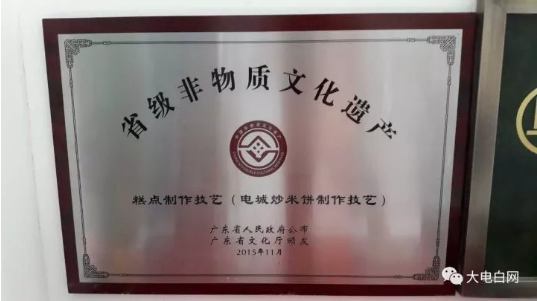 省级非物质文化遗产
糕点制作技艺（电城炒米饼制作技艺）
广东省人民政府公布
广东省文化厅颁发
2015年11月
大电白网